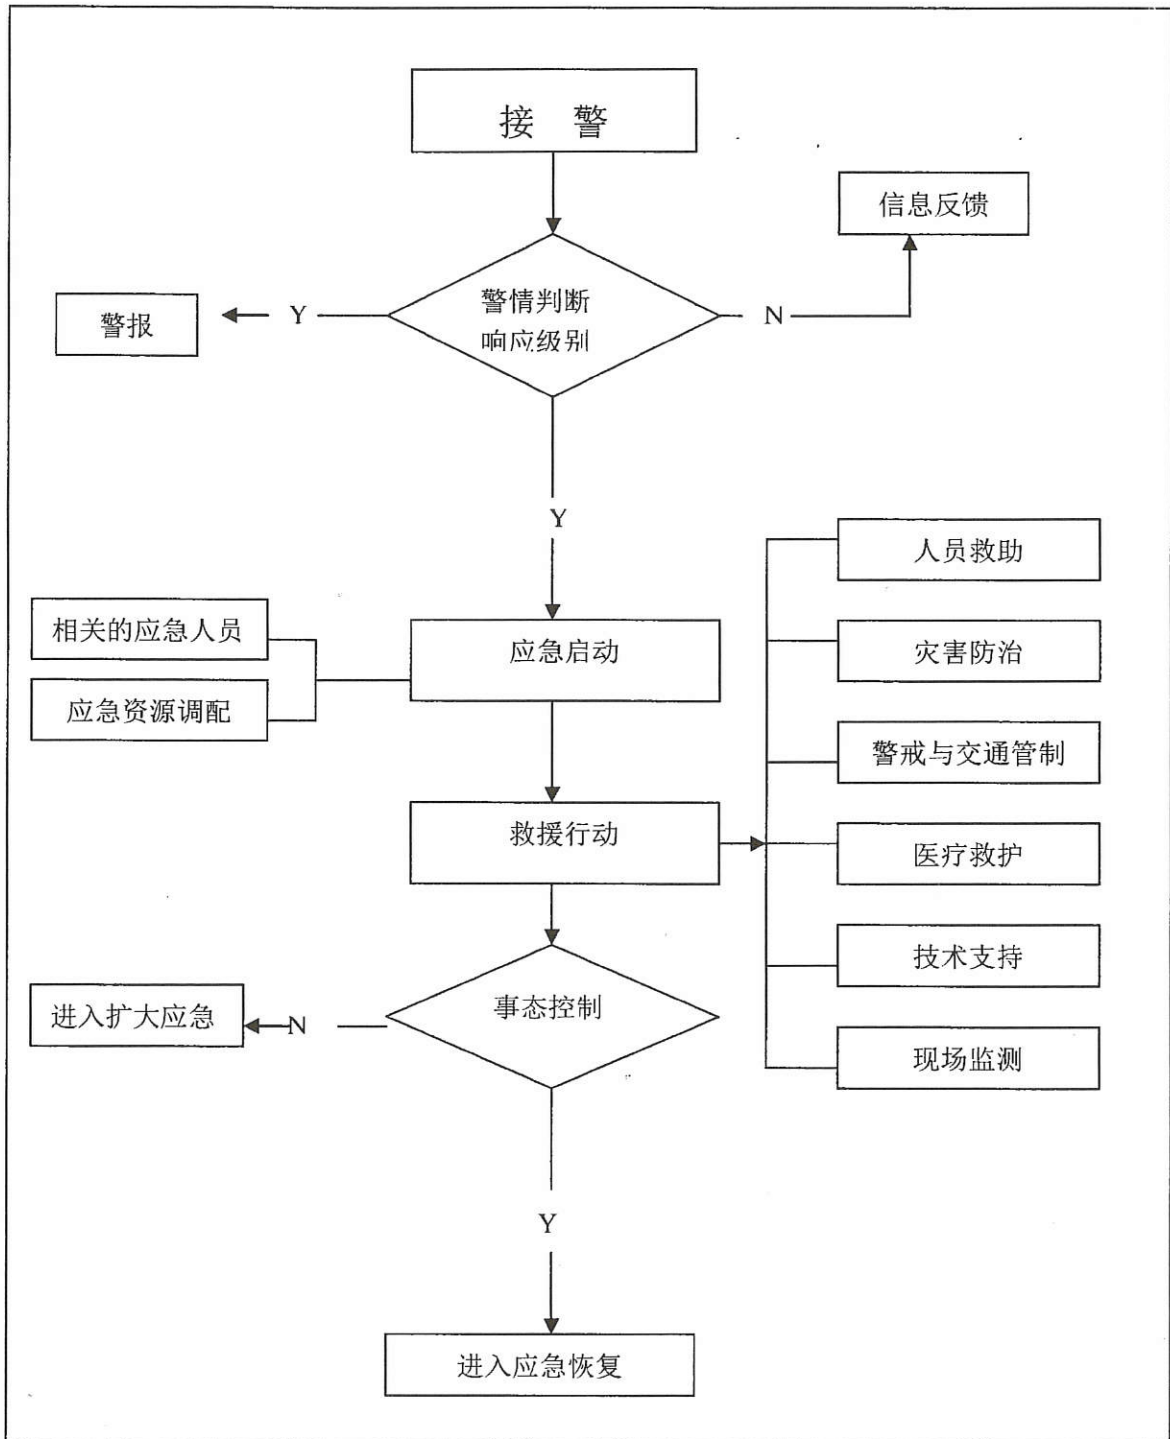 接 警
信息反馈
警情判断
响应级别
Y
N
警报
Y
人员救助
相关的应急人员
应急启动
灾害防治
应急资源调配
警戒与交通管制
救援行动
医疗救护
技术支持
进入扩大应急
N
事态控制
现场监测
Y
进入应急恢复